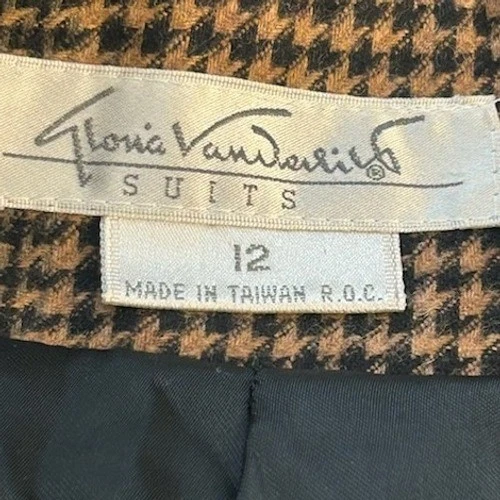 Gloria Vanderbilt®
SUITS
12
MADE IN TAIWAN R.O.C.